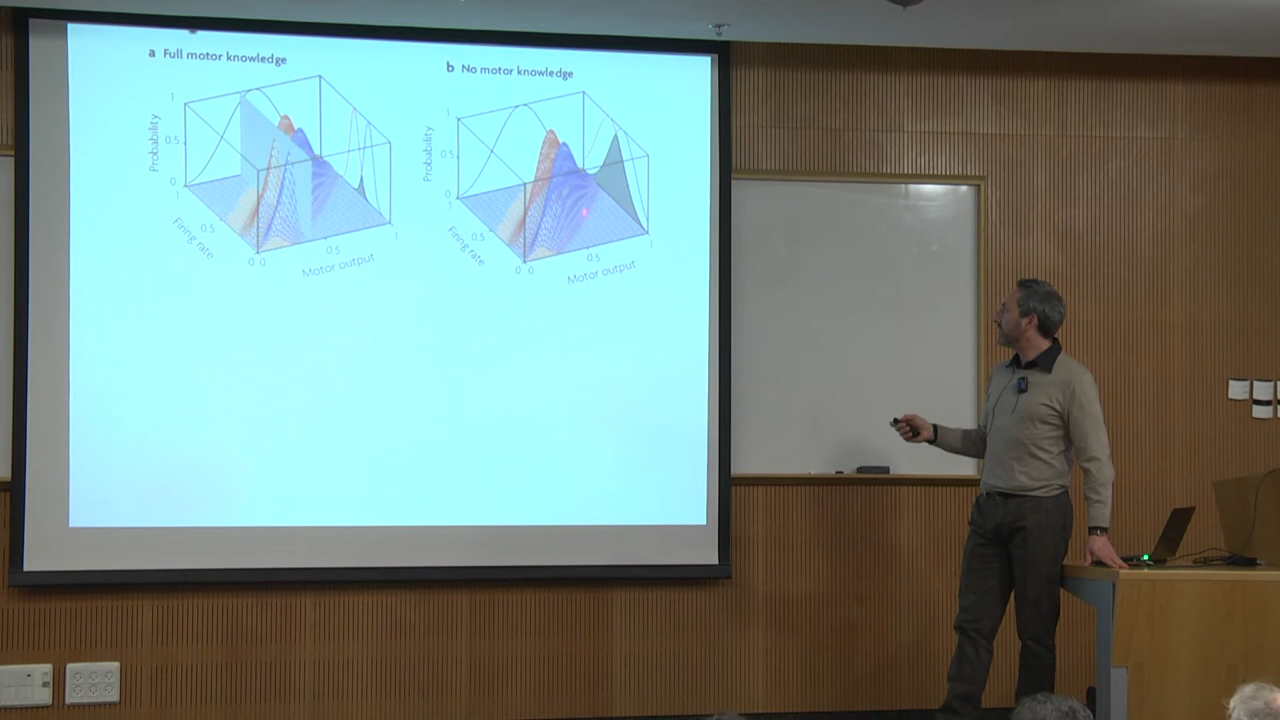 a Full motor knowledge
1
0.5
0
Probability
1
0.5
0
Firing rate
0
0.5
1
Motor output
b No motor knowledge
1
0.5
0
Probability
1
0.5
0
Firing rate
0
0.5
1
Motor output